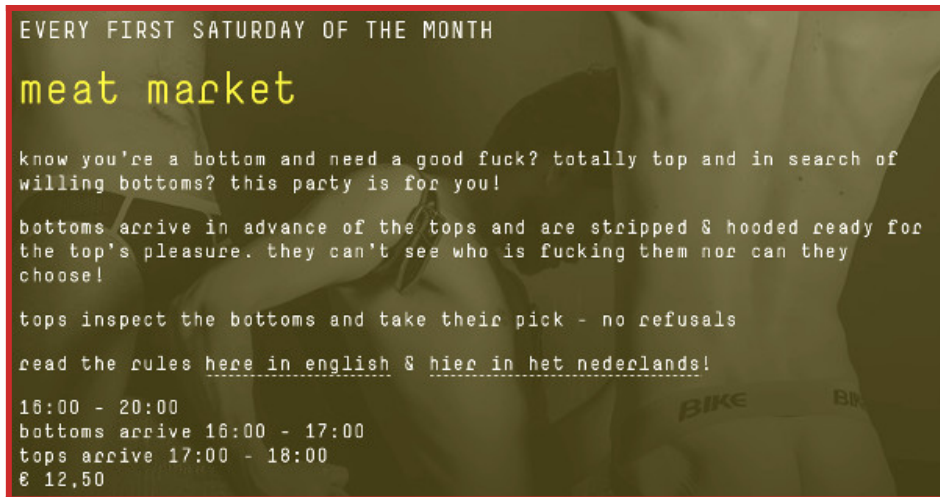 EVERY FIRST SATURDAY OF THE MONTH
meat market
know you're a bottom and need a good fuck? totally top and in search of
willing bottoms? this party is for you!
bottoms arrive in advance of the tops and are stripped & hooded ready for
the top's pleasure. they can't see who is fucking them nor can they
choose!
tops inspect the bottoms and take their pick - no refusals
read the rules here in english & hier in het nederlands!
16:00 - 20:00
bottoms arrive 16:00 - 17:00
tops arrive 17:00 - 18:00
€ 12,50
BIKE